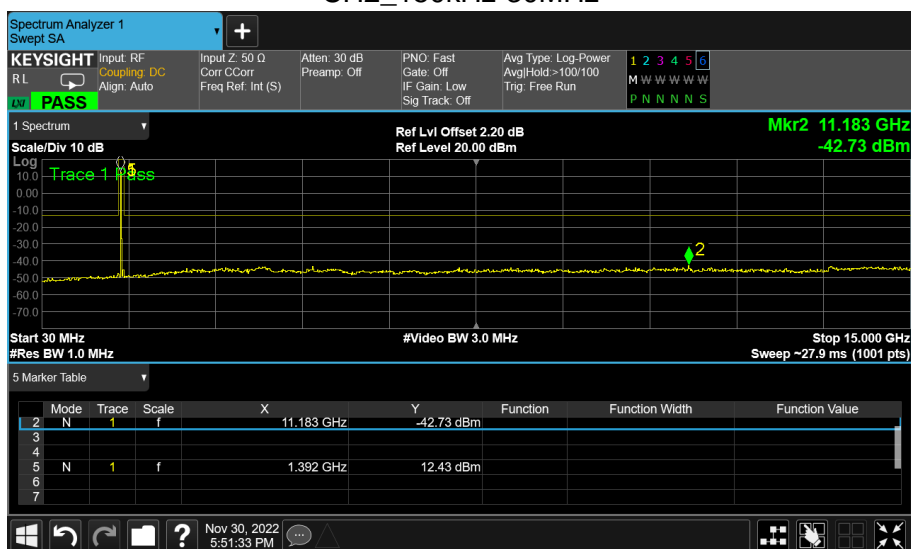 Spectrum Analyzer 1
Swept SA
+
KEYSIGHT
RL
LXI PASS
Input: RF
Coupling: DC
Align: Auto
Input Z: 50 Ω
Corr CCorr
Freq Ref: Int (S)
Atten: 30 dB
Preamp: Off
PNO: Fast
Gate: Off
IF Gain: Low
Sig Track: Off
Avg Type: Log-Power
Avg|Hold:>100/100
Trig: Free Run
1 2 3 4 5 6
M W W W W W
P N N N N S
1 Spectrum
Scale/Div 10 dB
Ref Lvl Offset 2.20 dB
Ref Level 20.00 dBm
Mkr2 11.183 GHz
-42.73 dBm
Log
Trace 1 Pass
5
10.0
0.00
-10.0
-20.0
-30.0
-40.0
-50.0
-60.0
-70.0
2
Start 30 MHz
#Res BW 1.0 MHz
#Video BW 3.0 MHz
Stop 15.000 GHz
Sweep ~27.9 ms (1001 pts)
5 Marker Table
Mode Trace Scale X Y Function Function Width Function Value
2 N 1 f 11.183 GHz -42.73 dBm
3
4
5 N 1 f 1.392 GHz 12.43 dBm
6
7
?
Nov 30, 2022
5:51:33 PM